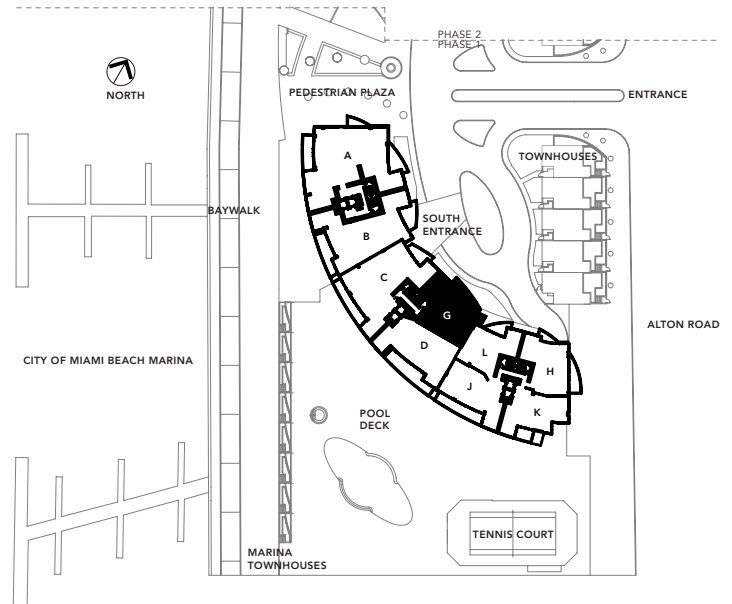 PHASE 2
PHASE 1
NORTH
PEDESTRIAN PLAZA
ENTRANCE
A
TOWNHOUSES
BAYWALK
SOUTH
ENTRANCE
B
C
G
ALTON ROAD
D
L
H
CITY OF MIAMI BEACH MARINA
J
K
POOL
DECK
TENNIS COURT
MARINA
TOWNHOUSES